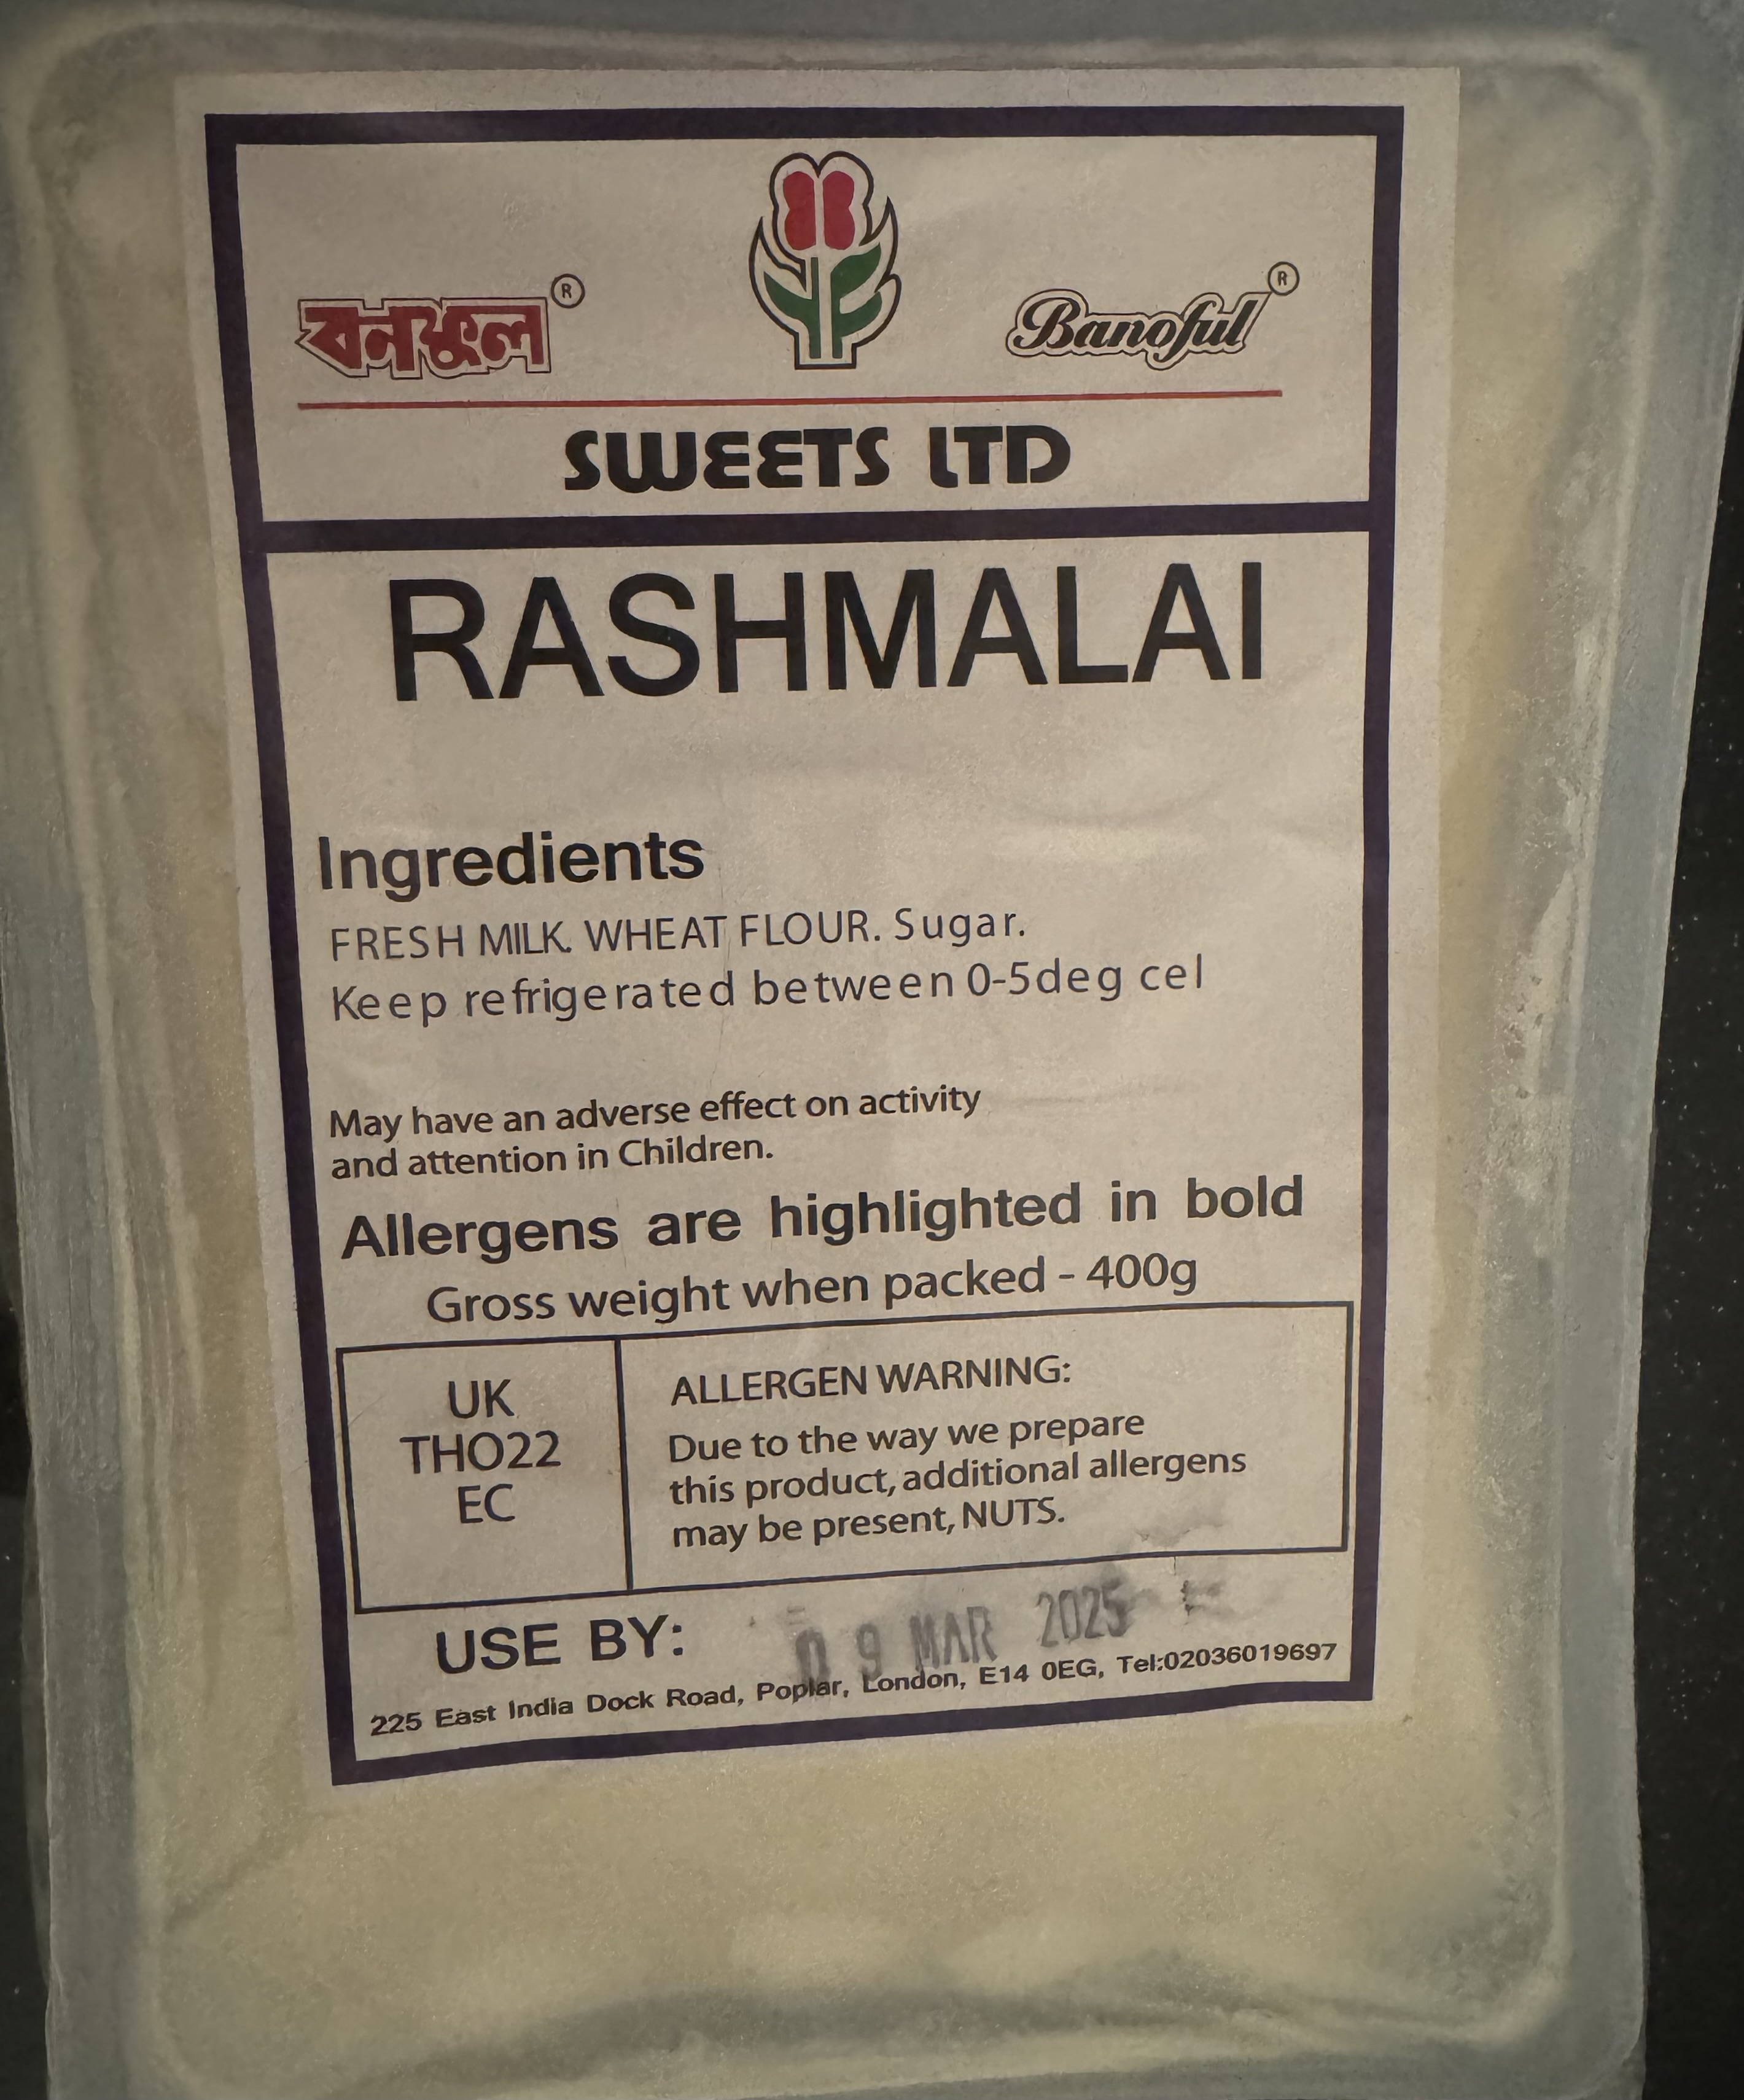 বনফুল ®
Banoful ®
SWEETS LTD
RASHMALAI
Ingredients
FRESH MILK. WHEAT FLOUR. Sugar.
Keep refrigerated between 0-5deg cel
May have an adverse effect on activity
and attention in Children.
Allergens are highlighted in bold
Gross weight when packed - 400g
UK
THO22
EC
ALLERGEN WARNING:
Due to the way we prepare
this product, additional allergens
may be present, NUTS.
USE BY: 09 MAR 2025
225 East India Dock Road, Poplar, London, E14 0EG, Tel:02036019697